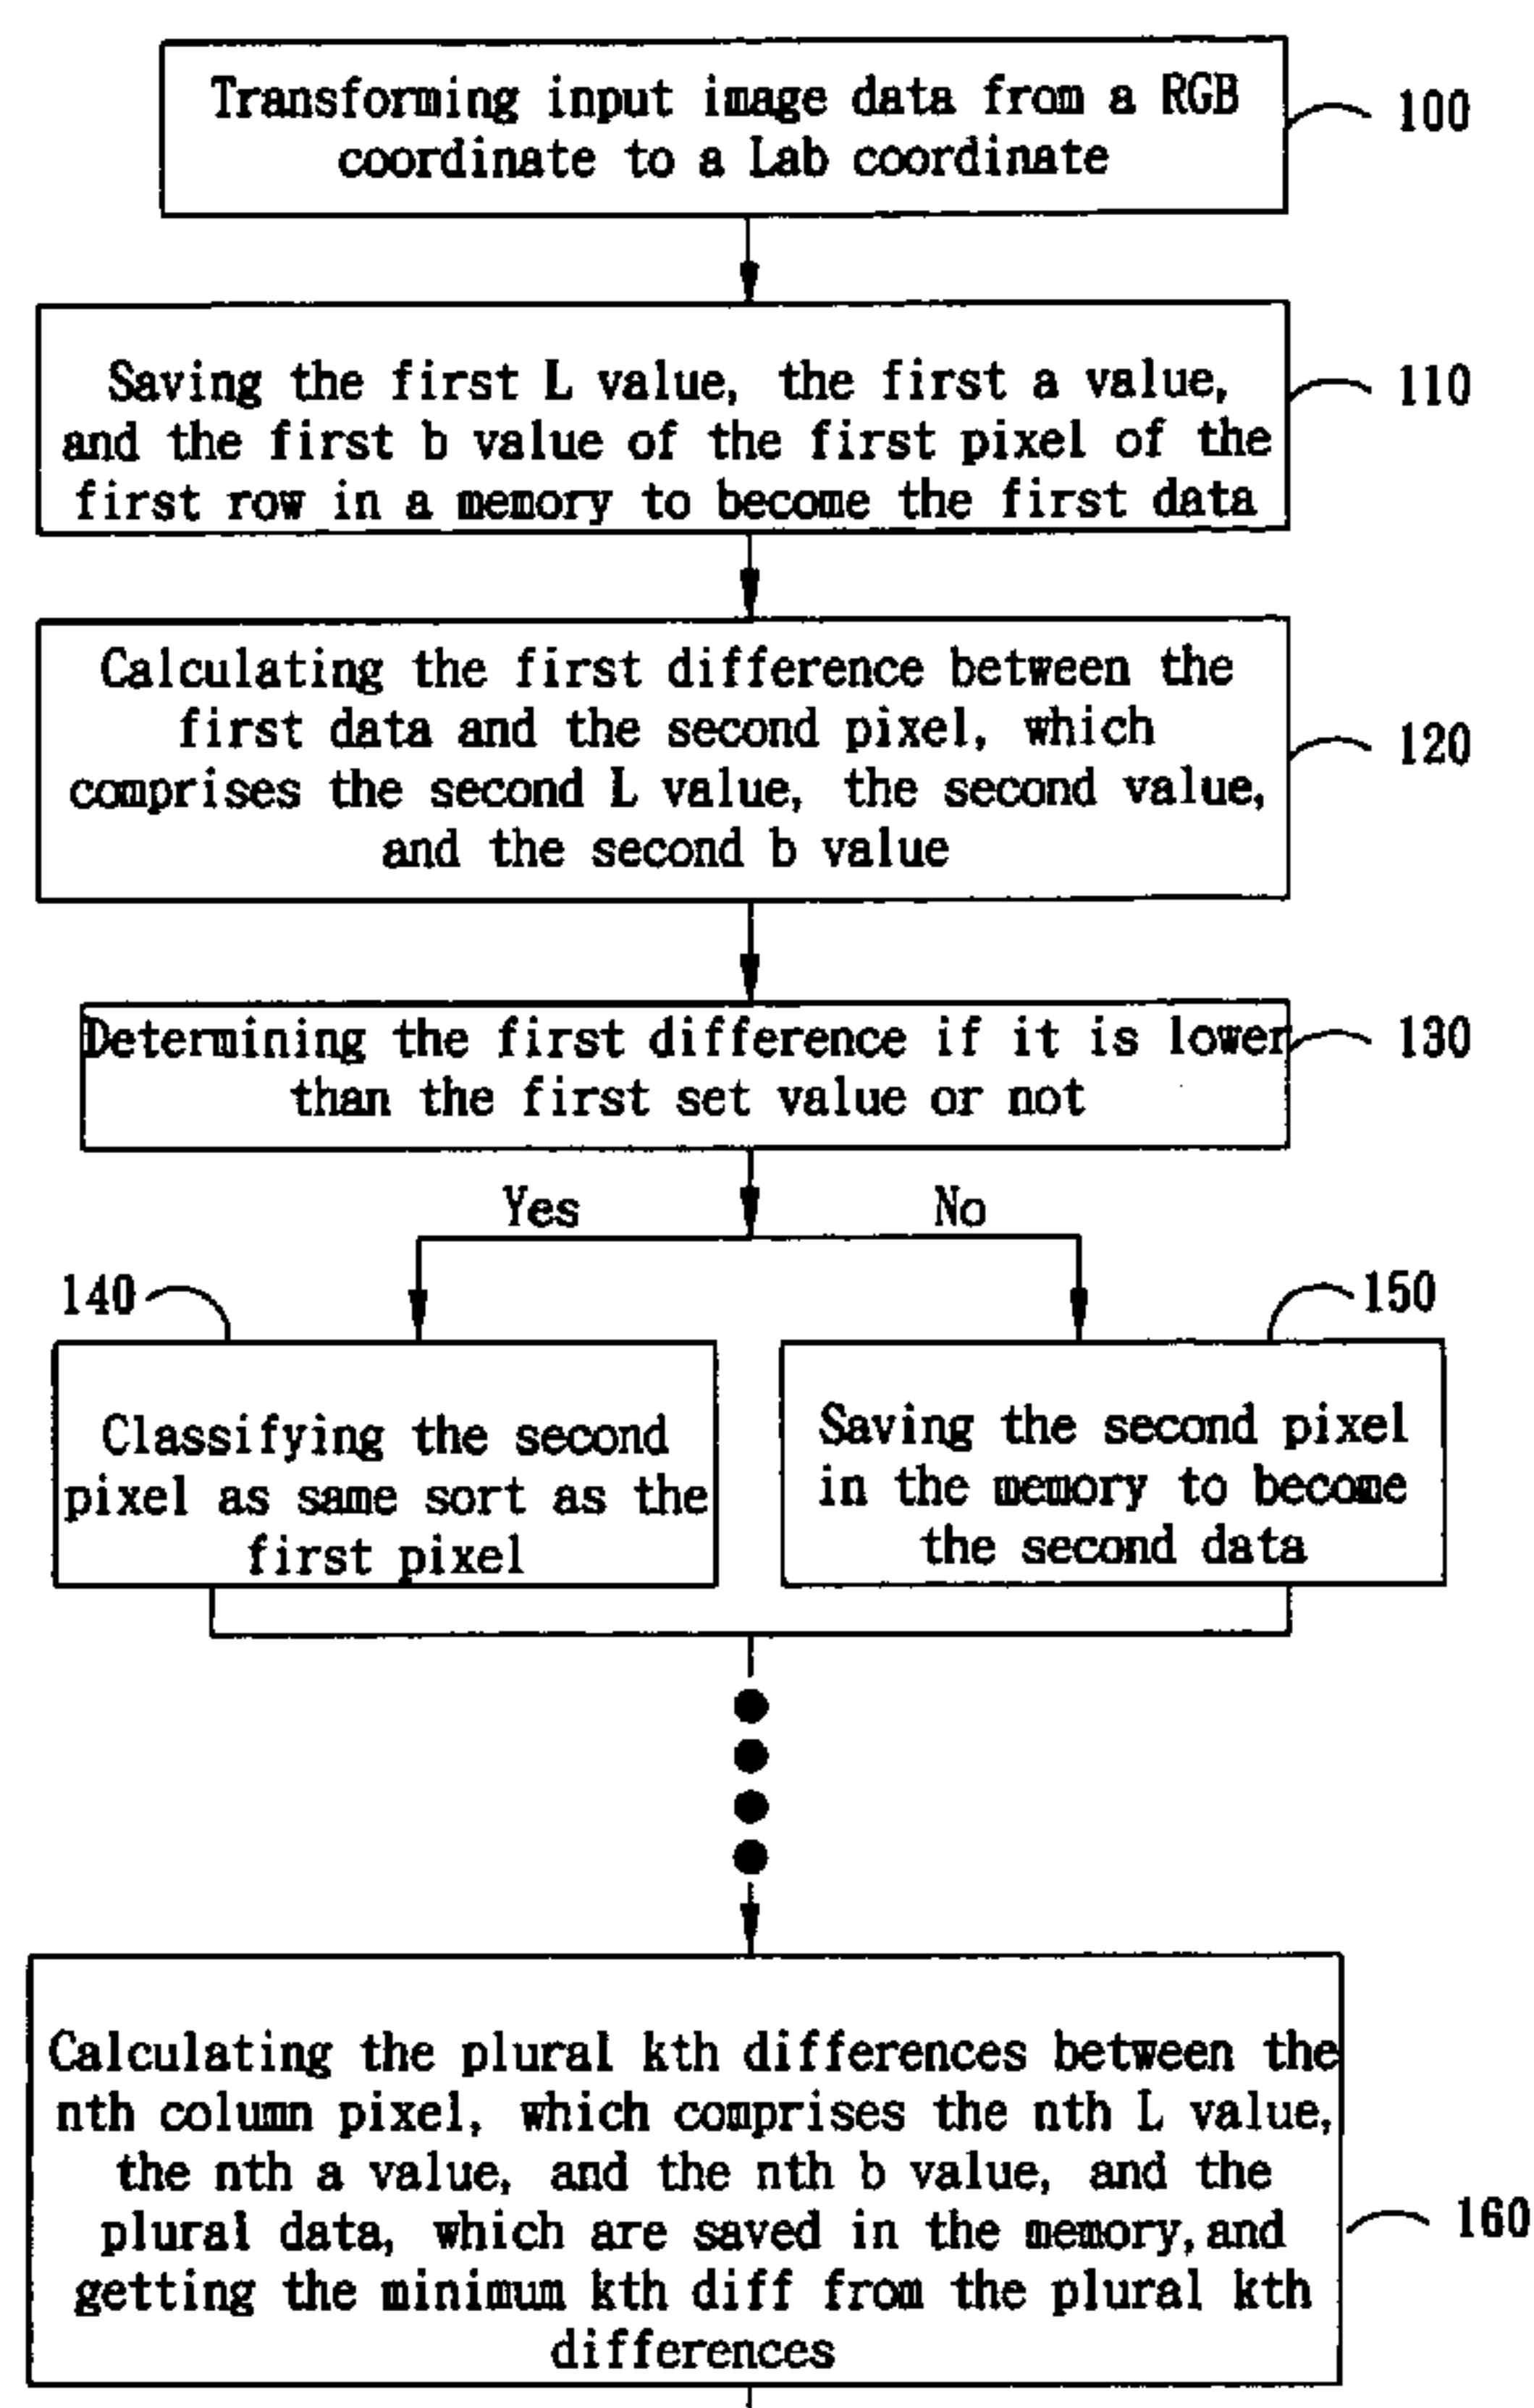 Transforming input image data from a RGB
coordinate to a Lab coordinate
100
Saving the first L value, the first a value,
and the first b value of the first pixel of the
first row in a memory to become the first data
110
Calculating the first difference between the
first data and the second pixel, which
comprises the second L value, the second value,
and the second b value
120
Determining the first difference if it is lower
than the first set value or not
130
Yes
No
140
150
Classifying the second
pixel as same sort as the
first pixel
Saving the second pixel
in the memory to become
the second data
Calculating the plural kth differences between the
nth column pixel, which comprises the nth L value,
the nth a value, and the nth b value, and the
plural data, which are saved in the memory, and
getting the minimum kth diff from the plural kth
differences
160